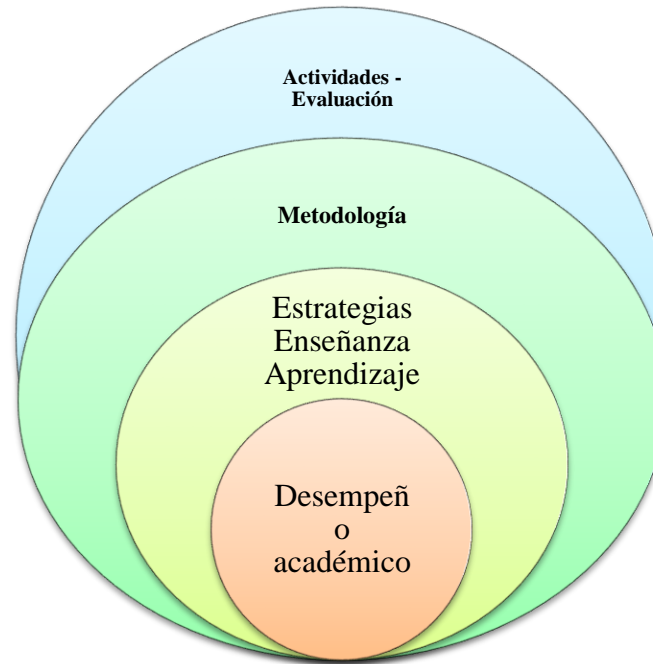 Actividades -
Evaluación
Metodología
Estrategias
Enseñanza
Aprendizaje
Desempeñ
o
académico